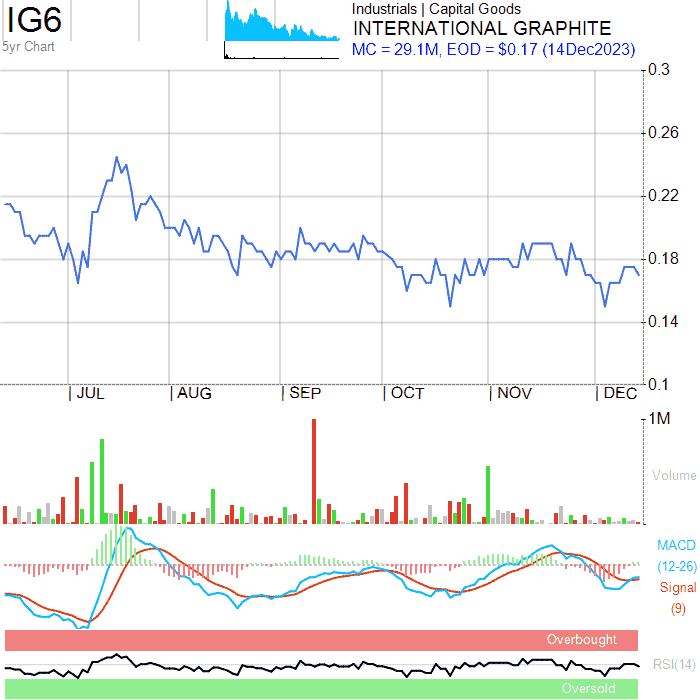 IG6
5yr Chart
Industrials | Capital Goods
INTERNATIONAL GRAPHITE
MC = 29.1M, EOD = $0.17 (14Dec2023)
0.3
0.26
0.22
0.18
0.14
0.1
| JUL | AUG | SEP | OCT | NOV | DEC
1M
Volume
MACD
(12-26)
Signal
(9)
Overbought
RSI(14)
Oversold